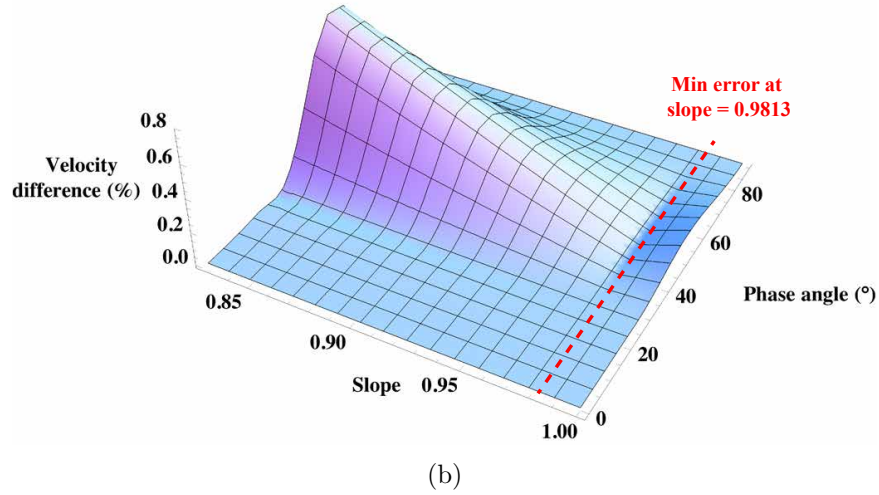 Min error at
slope = 0.9813
0.8
0.6
0.4
0.2
0.0
Velocity
difference (%)
0.85
0.90
0.95
1.00
Slope
0
20
40
60
80
Phase angle (°)
(b)